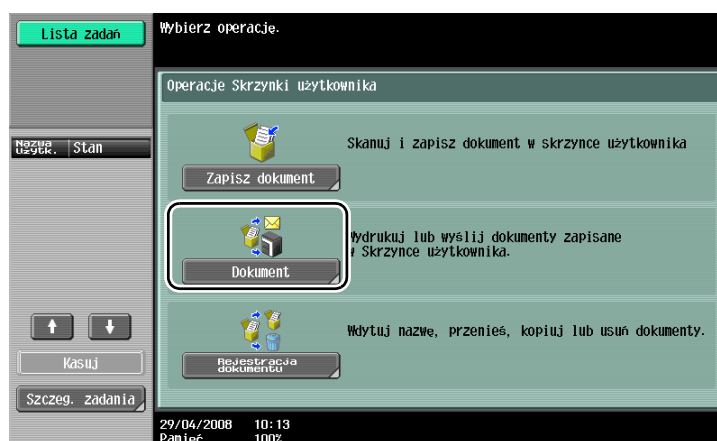 Lista zadań
Wybierz operację.
Operacje Skrzynki użytkownika
Nazwa
użytk.
Stan
Skanuj i zapisz dokument w skrzynce użytkownika
Zapisz dokument
Wydrukuj lub wyślij dokumenty zapisane
w Skrzynce użytkownika.
Dokument
Wdytuj nazwę, przenieś, kopiuj lub usuń dokumenty.
Rejestracja
dokumentu
Kasuj
Szczeg. zadania
29/04/2008 10:13
Pamięć 100%